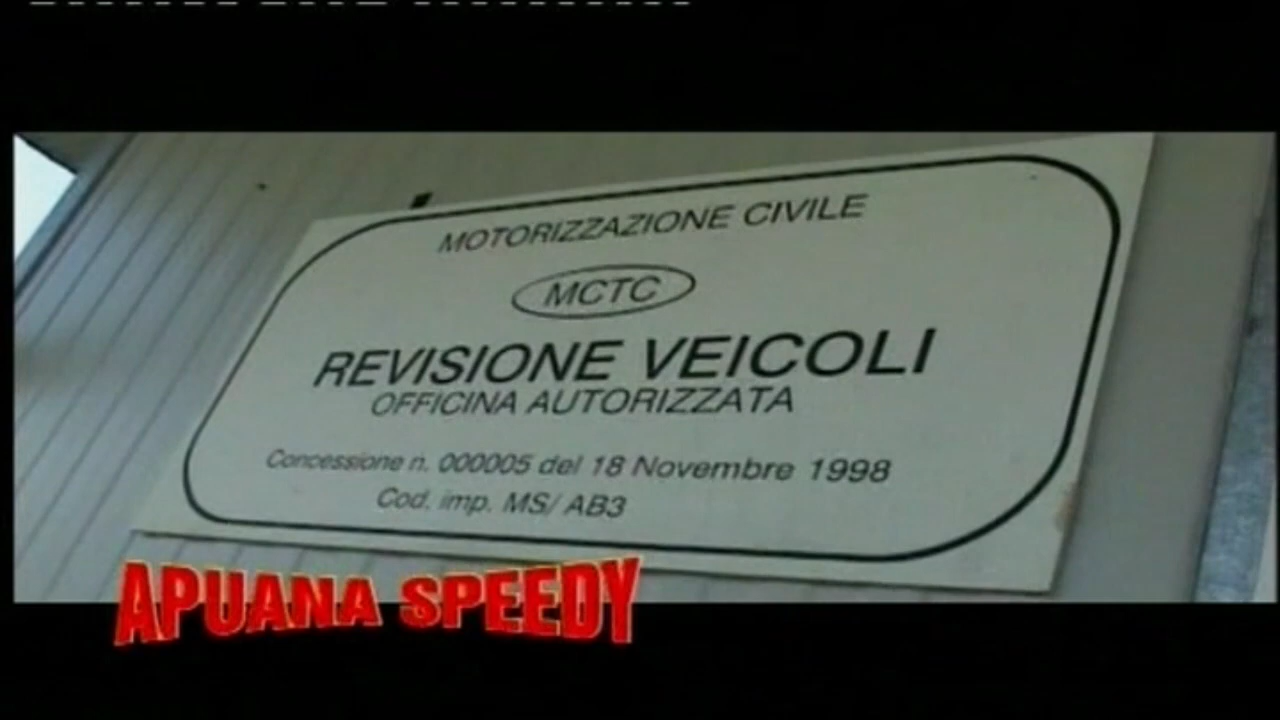 MOTORIZZAZIONE CIVILE
MCTC
REVISIONE VEICOLI
OFFICINA AUTORIZZATA
Concessione n. 000005 del 18 Novembre 1998
Cod. imp. MS/ AB3
APUANA SPEEDY